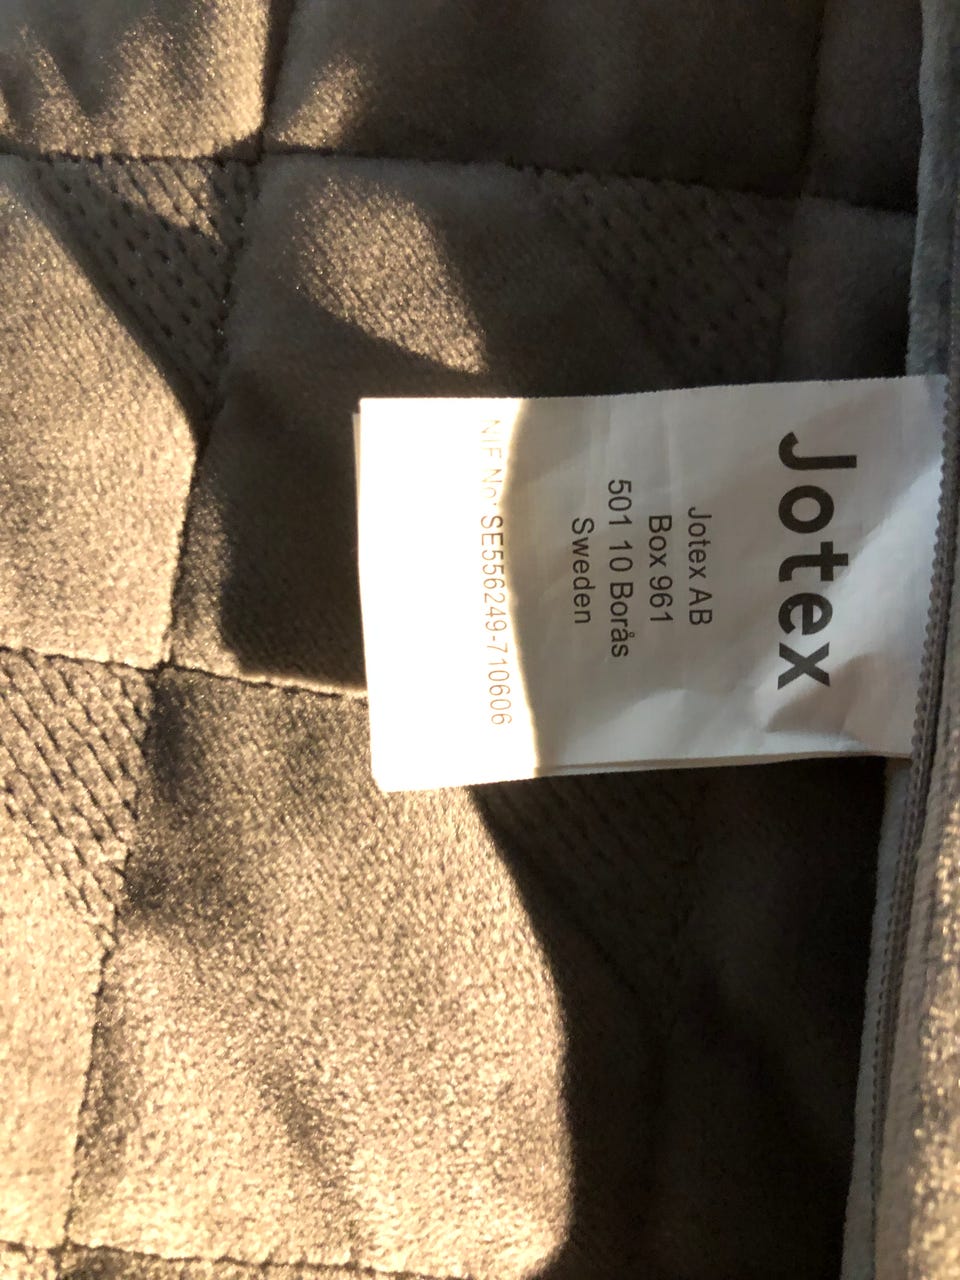 Jotex
Jotex AB
Box 961
501 10 Borås
Sweden
NIF No: SE556249-710606